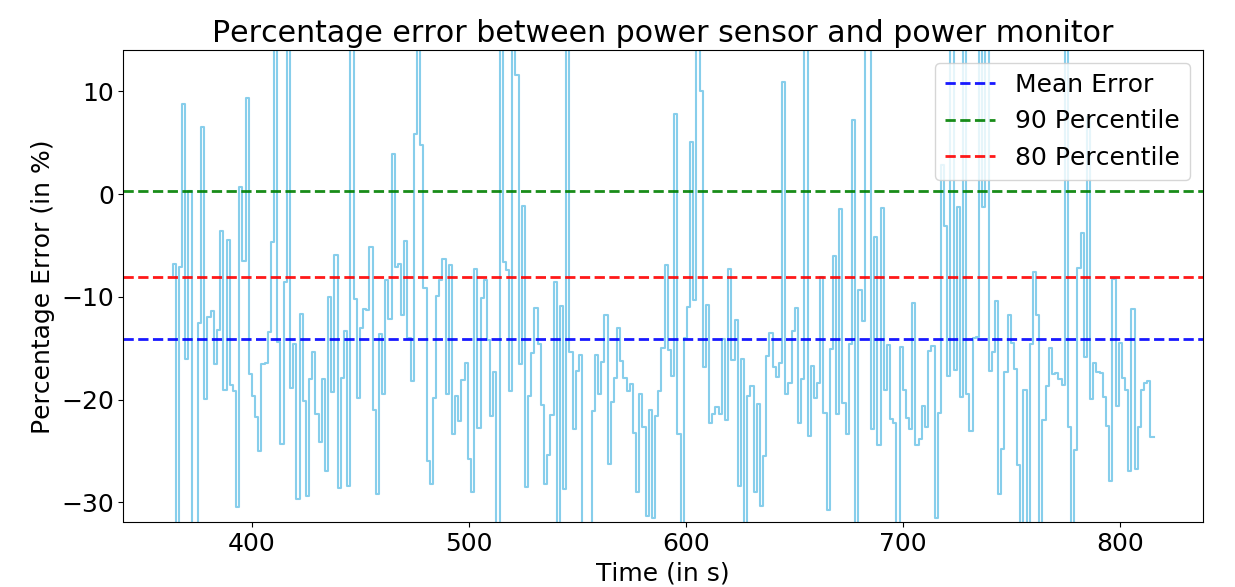 Percentage error between power sensor and power monitor
Percentage Error (in %)
10
0
−10
−20
−30
Mean Error
90 Percentile
80 Percentile
400 500 600 700 800
Time (in s)